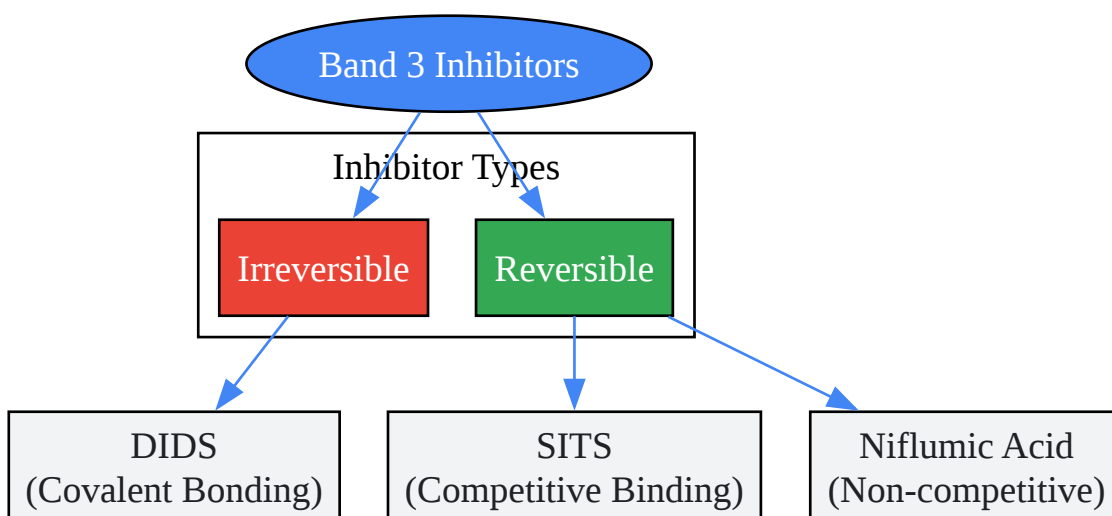 Band 3 Inhibitors
Inhibitor Types
Irreversible
Reversible
DIDS
(Covalent Bonding)
SITS
(Competitive Binding)
Niflumic Acid
(Non-competitive)